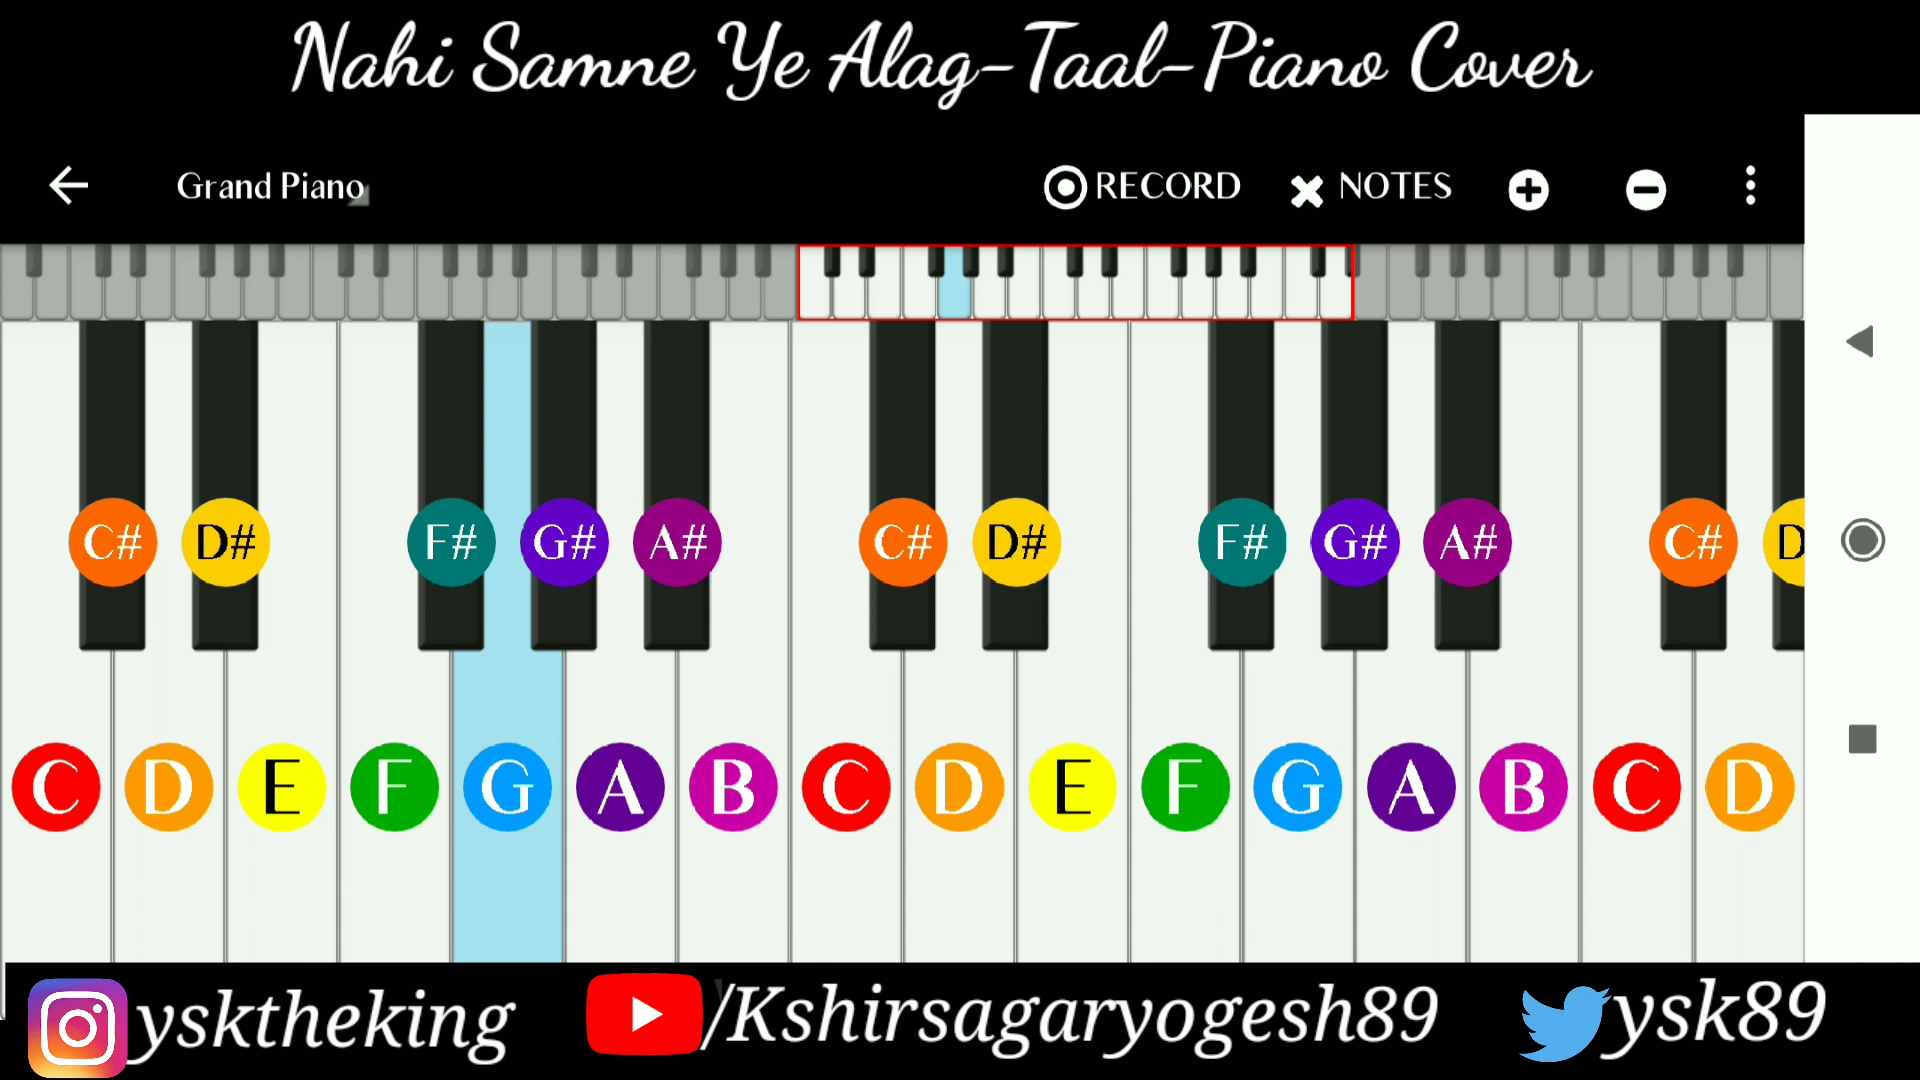 Nahi Samne Ye Alag-Taal-Piano Cover
Grand Piano RECORD NOTES
C# D# F# G# A# C# D# F# G# A# C# D
C D E F G A B C D E F G A B C D
ysktheking /Kshirsagaryogesh89 ysk89